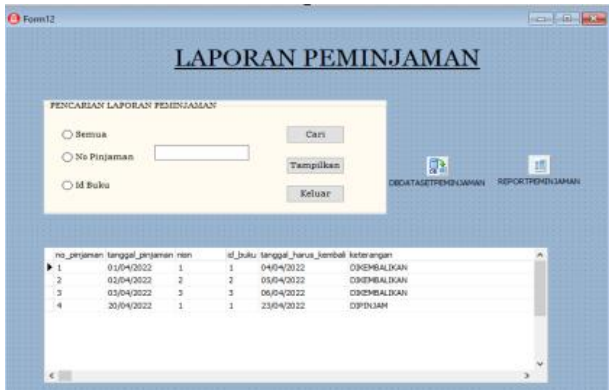 Form12
LAPORAN PEMINJAMAN
PENCARIAN LAPORAN PEMINJAMAN
Semua
Cari
No Pinjaman
Tampilkan
Id Buku
Keluar
DBDATASETPEMINJAMAN
REPORTPEMINJAMAN
no_pinjaman tanggal_pinjaman nisn id_buku tanggal_harus_kembali keterangan
1 01/04/2022 1 1 04/04/2022 DIKEMBALIKAN
2 02/04/2022 2 2 05/04/2022 DIKEMBALIKAN
3 03/04/2022 3 3 06/04/2022 DIKEMBALIKAN
4 20/04/2022 1 1 23/04/2022 DIPINJAM